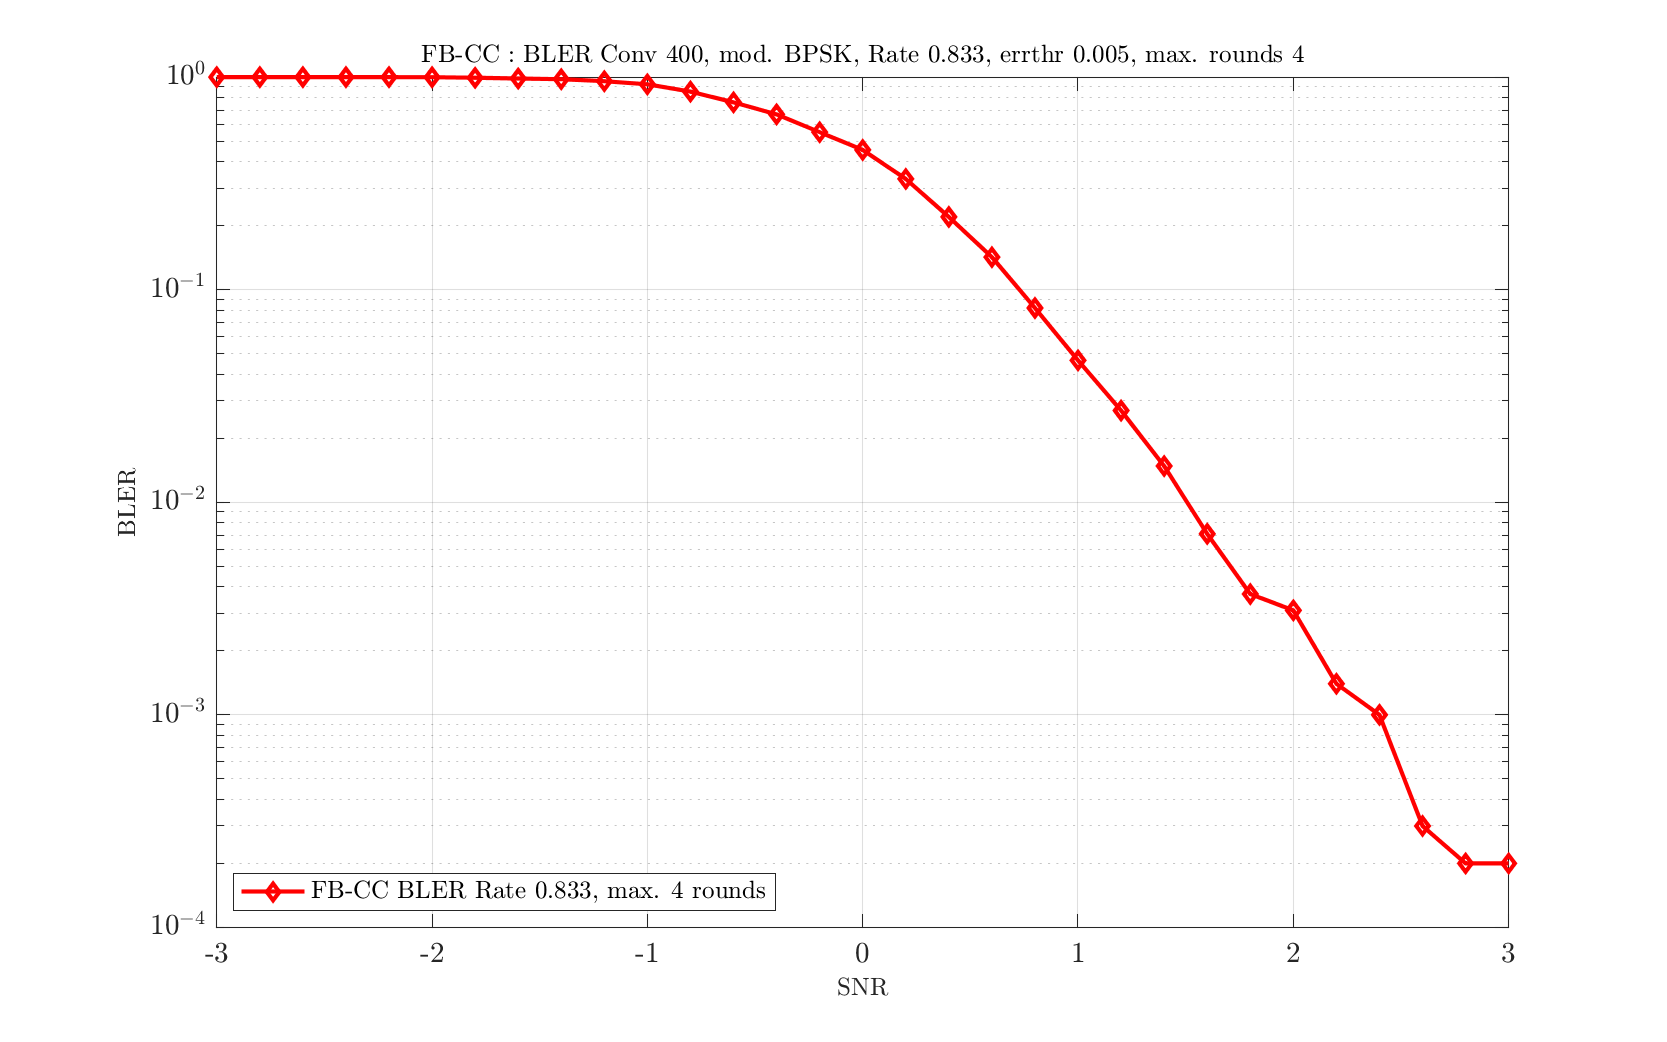 FB-CC : BLER Conv 400, mod. BPSK, Rate 0.833, errthr 0.005, max. rounds 4
10^0
10^−1
10^−2
10^−3
10^−4
BLER
FB-CC BLER Rate 0.833, max. 4 rounds
-3 -2 -1 0 1 2 3
SNR